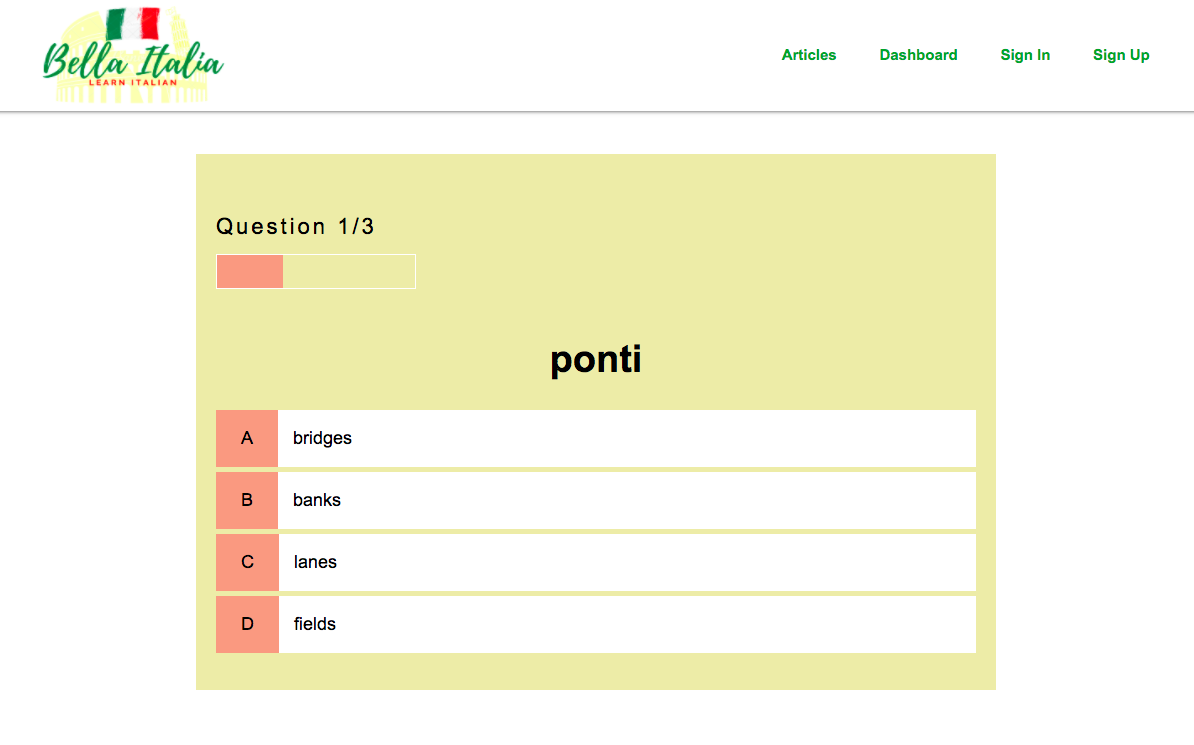 Bella Italia
LEARN ITALIAN
Articles Dashboard Sign In Sign Up
Question 1/3
ponti
A bridges
B banks
C lanes
D fields